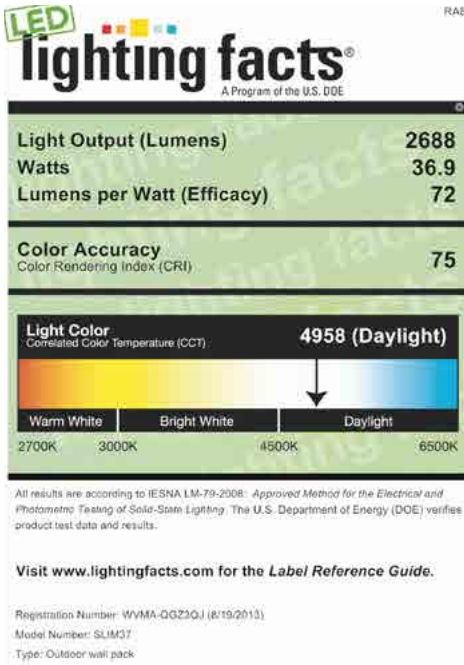 RAB
LED
lighting facts®
A Program of the U.S. DOE
Light Output (Lumens) 2688
Watts 36.9
Lumens per Watt (Efficacy) 72
Color Accuracy 75
Color Rendering Index (CRI)
Light Color 4958 (Daylight)
Correlated Color Temperature (CCT)
Warm White Bright White Daylight
2700K 3000K 4500K 6500K
All results are according to IESNA LM-79-2008: Approved Method for the Electrical and
Photometric Testing of Solid-State Lighting. The U.S. Department of Energy (DOE) verifies
product test data and results.
Visit www.lightingfacts.com for the Label Reference Guide.
Registration Number: (8/19/2013)
Model Number: SLIM37
Type: Outdoor wall pack